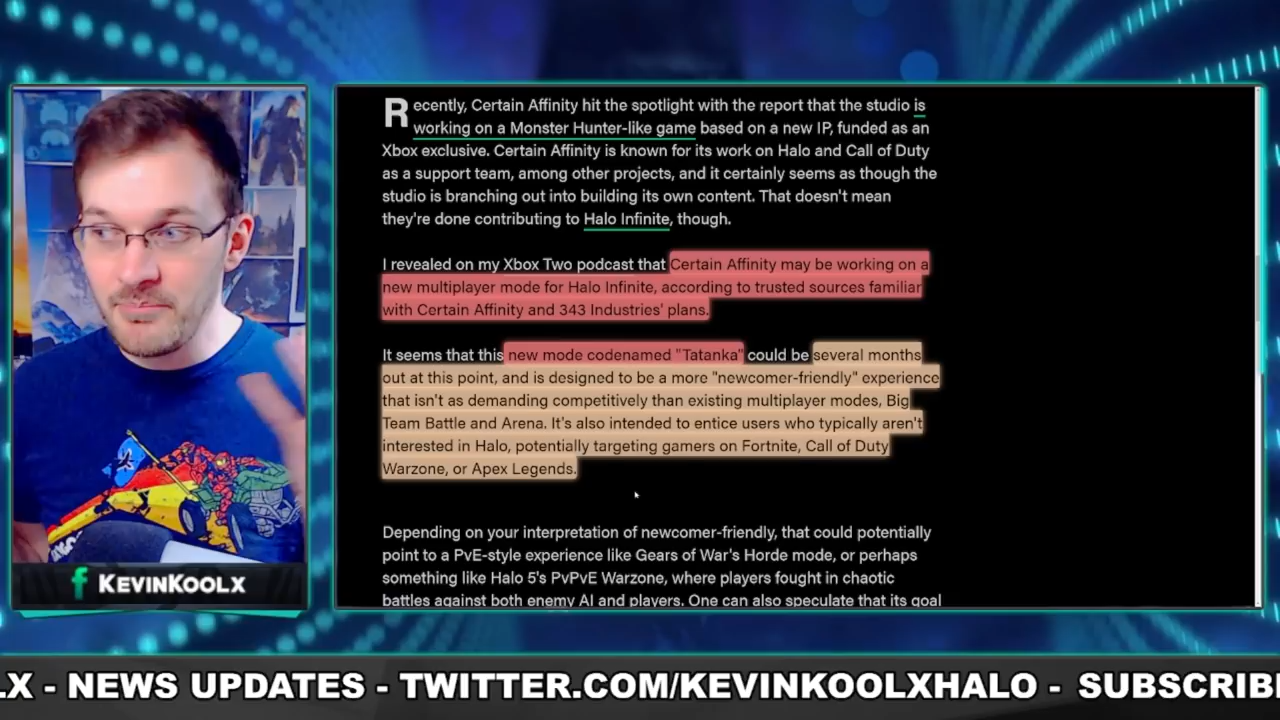 Recently, Certain Affinity hit the spotlight with the report that the studio is
working on a Monster Hunter-like game based on a new IP, funded as an
Xbox exclusive. Certain Affinity is known for its work on Halo and Call of Duty
as a support team, among other projects, and it certainly seems as though the
studio is branching out into building its own content. That doesn't mean
they're done contributing to Halo Infinite, though.
I revealed on my Xbox Two podcast that Certain Affinity may be working on a
new multiplayer mode for Halo Infinite, according to trusted sources familiar
with Certain Affinity and 343 Industries' plans.
It seems that this new mode codenamed "Tatanka" could be several months
out at this point, and is designed to be a more "newcomer-friendly" experience
that isn't as demanding competitively than existing multiplayer modes, Big
Team Battle and Arena. It's also intended to entice users who typically aren't
interested in Halo, potentially targeting gamers on Fortnite, Call of Duty
Warzone, or Apex Legends.
Depending on your interpretation of newcomer-friendly, that could potentially
point to a PvE-style experience like Gears of War's Horde mode, or perhaps
something like Halo 5's PvPvE Warzone, where players fought in chaotic
battles against both enemy AI and players. One can also speculate that its goal
f KEVINKOOLX
LX - NEWS UPDATES - TWITTER.COM/KEVINKOOLXHALO - SUBSCRIBE